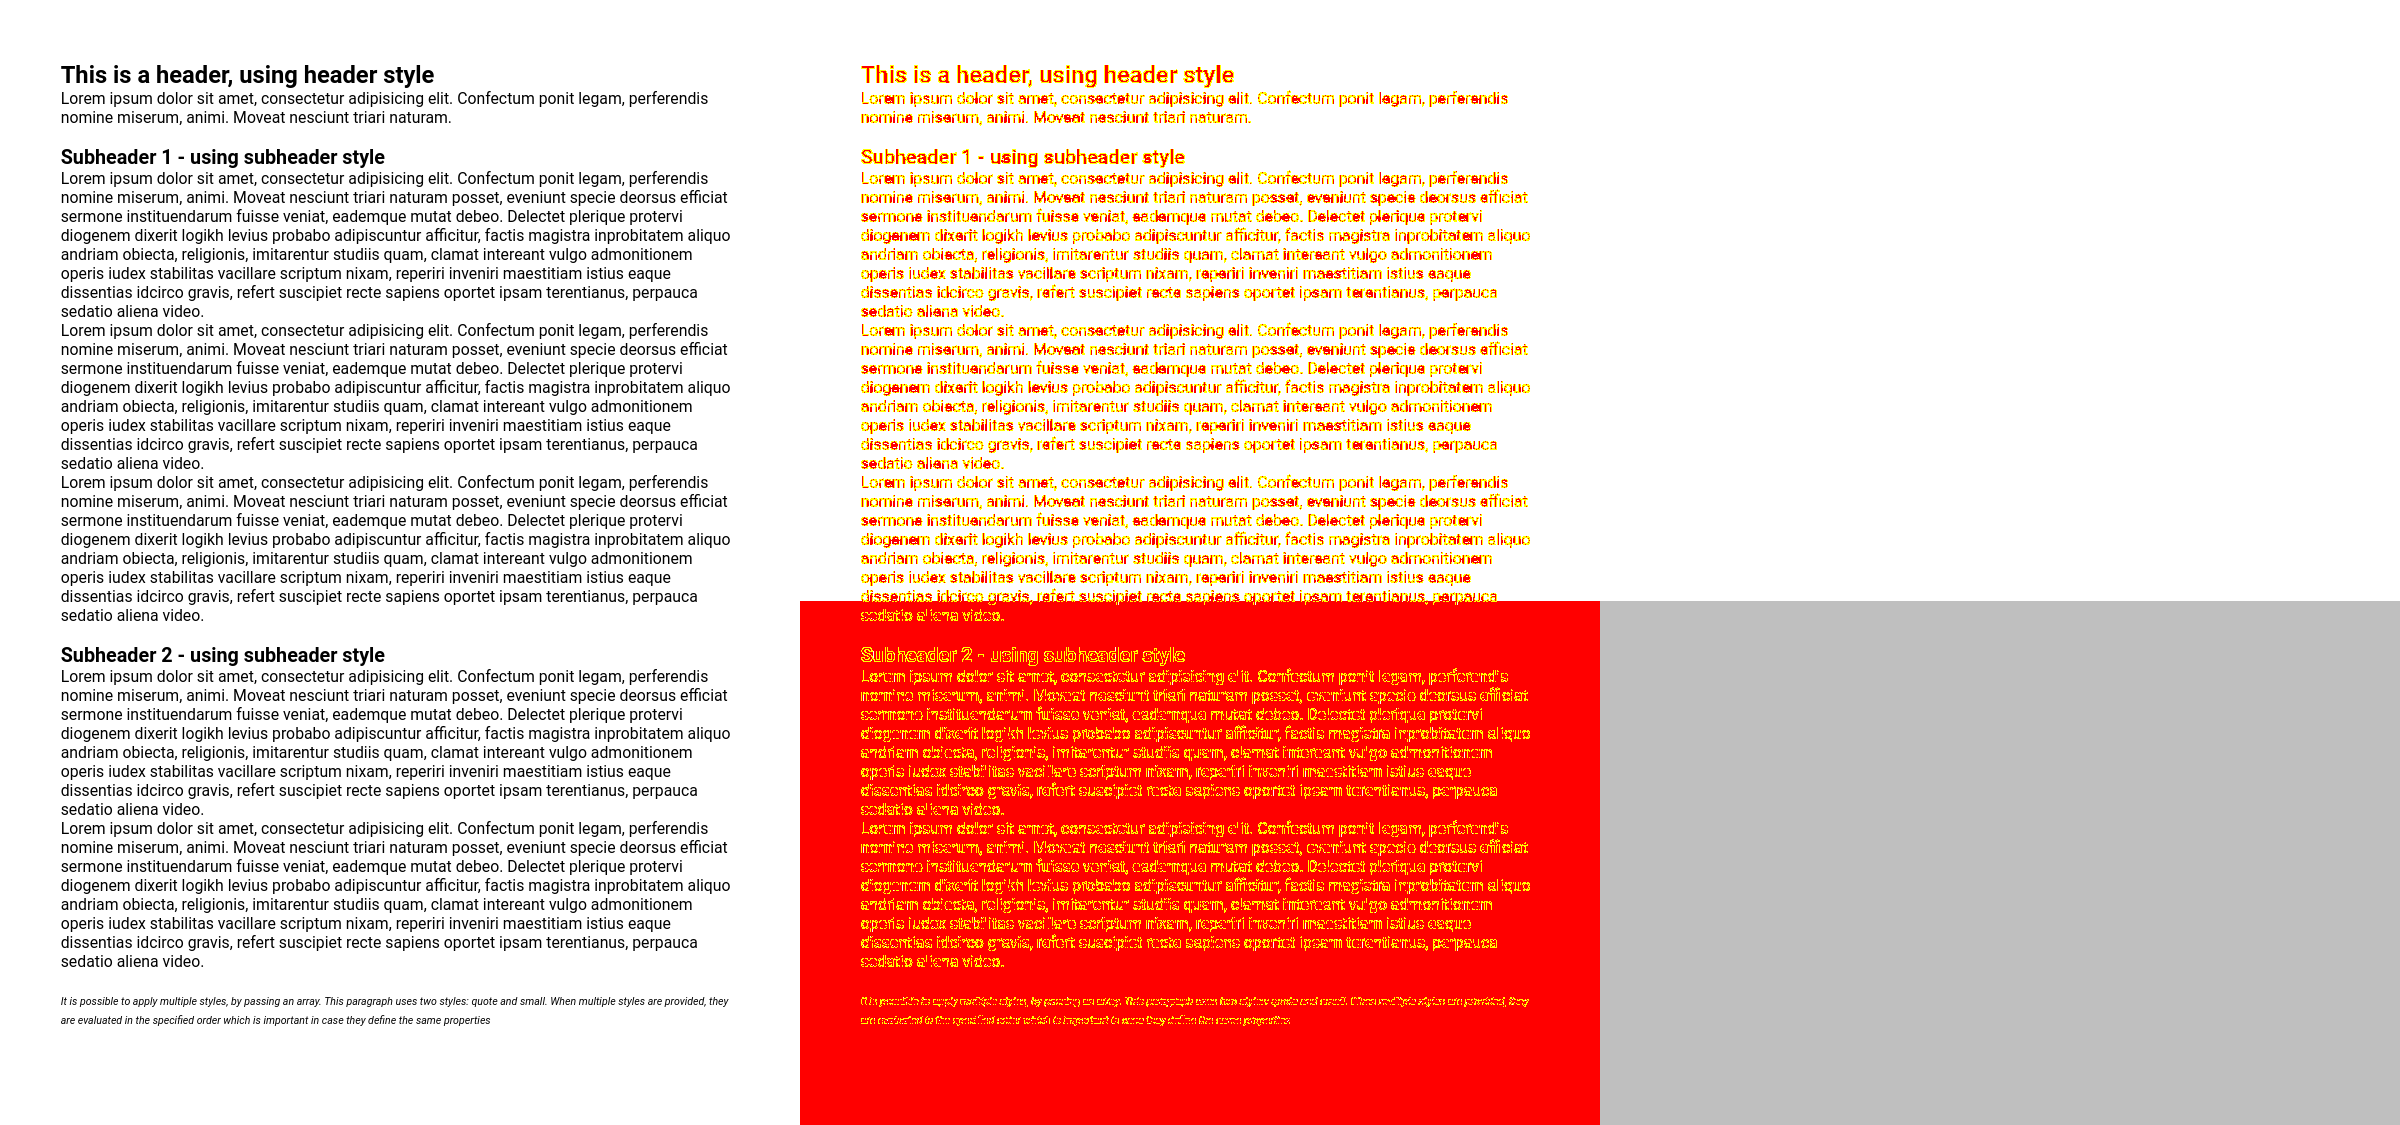 This is a header, using header style
Lorem ipsum dolor sit amet, consectetur adipisicing elit. Confectum ponit legam, perferendis
nomine miserum, animi. Moveat nesciunt triari naturam.
Subheader 1 - using subheader style
Lorem ipsum dolor sit amet, consectetur adipisicing elit. Confectum ponit legam, perferendis
nomine miserum, animi. Moveat nesciunt triari naturam posset, eveniunt specie deorsus efficiat
sermone instituendarum fuisse veniat, eademque mutat debeo. Delectet plerique protervi
diogenem dixerit logikh levius probabo adipiscuntur afficitur, factis magistra inprobitatem aliquo
andriam obiecta, religionis, imitarentur studiis quam, clamat intereant vulgo admonitionem
operis iudex stabilitas vacillare scriptum nixam, reperiri inveniri maestitiam istius eaque
dissentias idcirco gravis, refert suscipiet recte sapiens oportet ipsam terentianus, perpauca
sedatio aliena video.
Lorem ipsum dolor sit amet, consectetur adipisicing elit. Confectum ponit legam, perferendis
nomine miserum, animi. Moveat nesciunt triari naturam posset, eveniunt specie deorsus efficiat
sermone instituendarum fuisse veniat, eademque mutat debeo. Delectet plerique protervi
diogenem dixerit logikh levius probabo adipiscuntur afficitur, factis magistra inprobitatem aliquo
andriam obiecta, religionis, imitarentur studiis quam, clamat intereant vulgo admonitionem
operis iudex stabilitas vacillare scriptum nixam, reperiri inveniri maestitiam istius eaque
dissentias idcirco gravis, refert suscipiet recte sapiens oportet ipsam terentianus, perpauca
sedatio aliena video.
Lorem ipsum dolor sit amet, consectetur adipisicing elit. Confectum ponit legam, perferendis
nomine miserum, animi. Moveat nesciunt triari naturam posset, eveniunt specie deorsus efficiat
sermone instituendarum fuisse veniat, eademque mutat debeo. Delectet plerique protervi
diogenem dixerit logikh levius probabo adipiscuntur afficitur, factis magistra inprobitatem aliquo
andriam obiecta, religionis, imitarentur studiis quam, clamat intereant vulgo admonitionem
operis iudex stabilitas vacillare scriptum nixam, reperiri inveniri maestitiam istius eaque
dissentias idcirco gravis, refert suscipiet recte sapiens oportet ipsam terentianus, perpauca
sedatio aliena video.
Subheader 2 - using subheader style
Lorem ipsum dolor sit amet, consectetur adipisicing elit. Confectum ponit legam, perferendis
nomine miserum, animi. Moveat nesciunt triari naturam posset, eveniunt specie deorsus efficiat
sermone instituendarum fuisse veniat, eademque mutat debeo. Delectet plerique protervi
diogenem dixerit logikh levius probabo adipiscuntur afficitur, factis magistra inprobitatem aliquo
andriam obiecta, religionis, imitarentur studiis quam, clamat intereant vulgo admonitionem
operis iudex stabilitas vacillare scriptum nixam, reperiri inveniri maestitiam istius eaque
dissentias idcirco gravis, refert suscipiet recte sapiens oportet ipsam terentianus, perpauca
sedatio aliena video.
Lorem ipsum dolor sit amet, consectetur adipisicing elit. Confectum ponit legam, perferendis
nomine miserum, animi. Moveat nesciunt triari naturam posset, eveniunt specie deorsus efficiat
sermone instituendarum fuisse veniat, eademque mutat debeo. Delectet plerique protervi
diogenem dixerit logikh levius probabo adipiscuntur afficitur, factis magistra inprobitatem aliquo
andriam obiecta, religionis, imitarentur studiis quam, clamat intereant vulgo admonitionem
operis iudex stabilitas vacillare scriptum nixam, reperiri inveniri maestitiam istius eaque
dissentias idcirco gravis, refert suscipiet recte sapiens oportet ipsam terentianus, perpauca
sedatio aliena video.
It is possible to apply multiple styles, by passing an array. This paragraph uses two styles: quote and small. When multiple styles are provided, they
are evaluated in the specified order which is important in case they define the same properties
This is a header, using header style
Lorem ipsum dolor sit amet, consectetur adipisicing elit. Confectum ponit legam, perferendis
nomine miserum, animi. Moveat nesciunt triari naturam.
Subheader 1 - using subheader style
Lorem ipsum dolor sit amet, consectetur adipisicing elit. Confectum ponit legam, perferendis
nomine miserum, animi. Moveat nesciunt triari naturam posset, eveniunt specie deorsus efficiat
sermone instituendarum fuisse veniat, eademque mutat debeo. Delectet plerique protervi
diogenem dixerit logikh levius probabo adipiscuntur afficitur, factis magistra inprobitatem aliquo
andriam obiecta, religionis, imitarentur studiis quam, clamat intereant vulgo admonitionem
operis iudex stabilitas vacillare scriptum nixam, reperiri inveniri maestitiam istius eaque
dissentias idcirco gravis, refert suscipiet recte sapiens oportet ipsam terentianus, perpauca
sedatio aliena video.
Lorem ipsum dolor sit amet, consectetur adipisicing elit. Confectum ponit legam, perferendis
nomine miserum, animi. Moveat nesciunt triari naturam posset, eveniunt specie deorsus efficiat
sermone instituendarum fuisse veniat, eademque mutat debeo. Delectet plerique protervi
diogenem dixerit logikh levius probabo adipiscuntur afficitur, factis magistra inprobitatem aliquo
andriam obiecta, religionis, imitarentur studiis quam, clamat intereant vulgo admonitionem
operis iudex stabilitas vacillare scriptum nixam, reperiri inveniri maestitiam istius eaque
dissentias idcirco gravis, refert suscipiet recte sapiens oportet ipsam terentianus, perpauca
sedatio aliena video.
Lorem ipsum dolor sit amet, consectetur adipisicing elit. Confectum ponit legam, perferendis
nomine miserum, animi. Moveat nesciunt triari naturam posset, eveniunt specie deorsus efficiat
sermone instituendarum fuisse veniat, eademque mutat debeo. Delectet plerique protervi
diogenem dixerit logikh levius probabo adipiscuntur afficitur, factis magistra inprobitatem aliquo
andriam obiecta, religionis, imitarentur studiis quam, clamat intereant vulgo admonitionem
operis iudex stabilitas vacillare scriptum nixam, reperiri inveniri maestitiam istius eaque
dissentias idcirco gravis, refert suscipiet recte sapiens oportet ipsam terentianus, perpauca
sedatio aliena video.
Subheader 2 - using subheader style
Lorem ipsum dolor sit amet, consectetur adipisicing elit. Confectum ponit legam, perferendis
nomine miserum, animi. Moveat nesciunt triari naturam posset, eveniunt specie deorsus efficiat
sermone instituendarum fuisse veniat, eademque mutat debeo. Delectet plerique protervi
diogenem dixerit logikh levius probabo adipiscuntur afficitur, factis magistra inprobitatem aliquo
andriam obiecta, religionis, imitarentur studiis quam, clamat intereant vulgo admonitionem
operis iudex stabilitas vacillare scriptum nixam, reperiri inveniri maestitiam istius eaque
dissentias idcirco gravis, refert suscipiet recte sapiens oportet ipsam terentianus, perpauca
sedatio aliena video.
Lorem ipsum dolor sit amet, consectetur adipisicing elit. Confectum ponit legam, perferendis
nomine miserum, animi. Moveat nesciunt triari naturam posset, eveniunt specie deorsus efficiat
sermone instituendarum fuisse veniat, eademque mutat debeo. Delectet plerique protervi
diogenem dixerit logikh levius probabo adipiscuntur afficitur, factis magistra inprobitatem aliquo
andriam obiecta, religionis, imitarentur studiis quam, clamat intereant vulgo admonitionem
operis iudex stabilitas vacillare scriptum nixam, reperiri inveniri maestitiam istius eaque
dissentias idcirco gravis, refert suscipiet recte sapiens oportet ipsam terentianus, perpauca
sedatio aliena video.